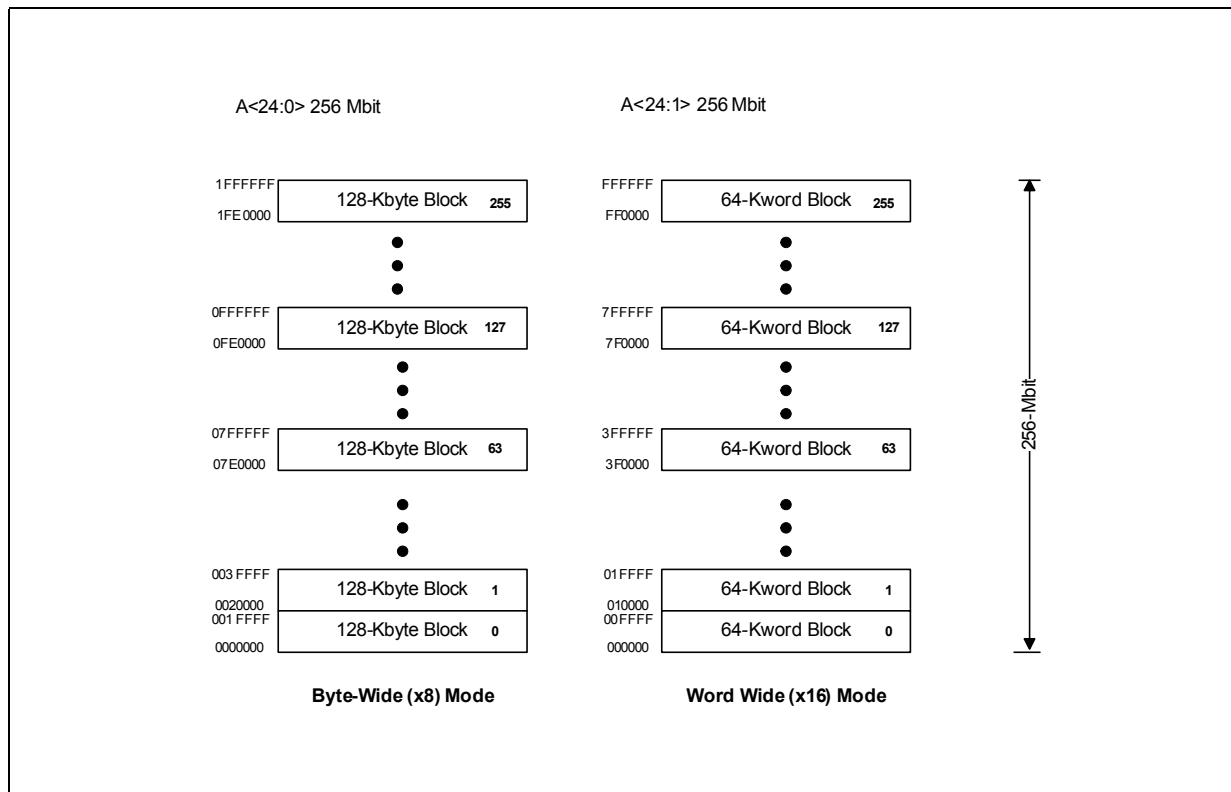 A<24:0> 256 Mbit
A<24:1> 256 Mbit
1FFFFFF
128-Kbyte Block 255
1FE0000
FFFFFF
64-Kword Block 255
FF0000
0FFFFFF
128-Kbyte Block 127
0FE0000
7FFFFF
64-Kword Block 127
7F0000
07FFFFF
128-Kbyte Block 63
07E0000
3FFFFF
64-Kword Block 63
3F0000
256-Mbit
003FFFF
128-Kbyte Block 1
0020000
001FFFF
128-Kbyte Block 0
0000000
01FFFF
64-Kword Block 1
010000
00FFFF
64-Kword Block 0
000000
Byte-Wide (x8) Mode
Word Wide (x16) Mode